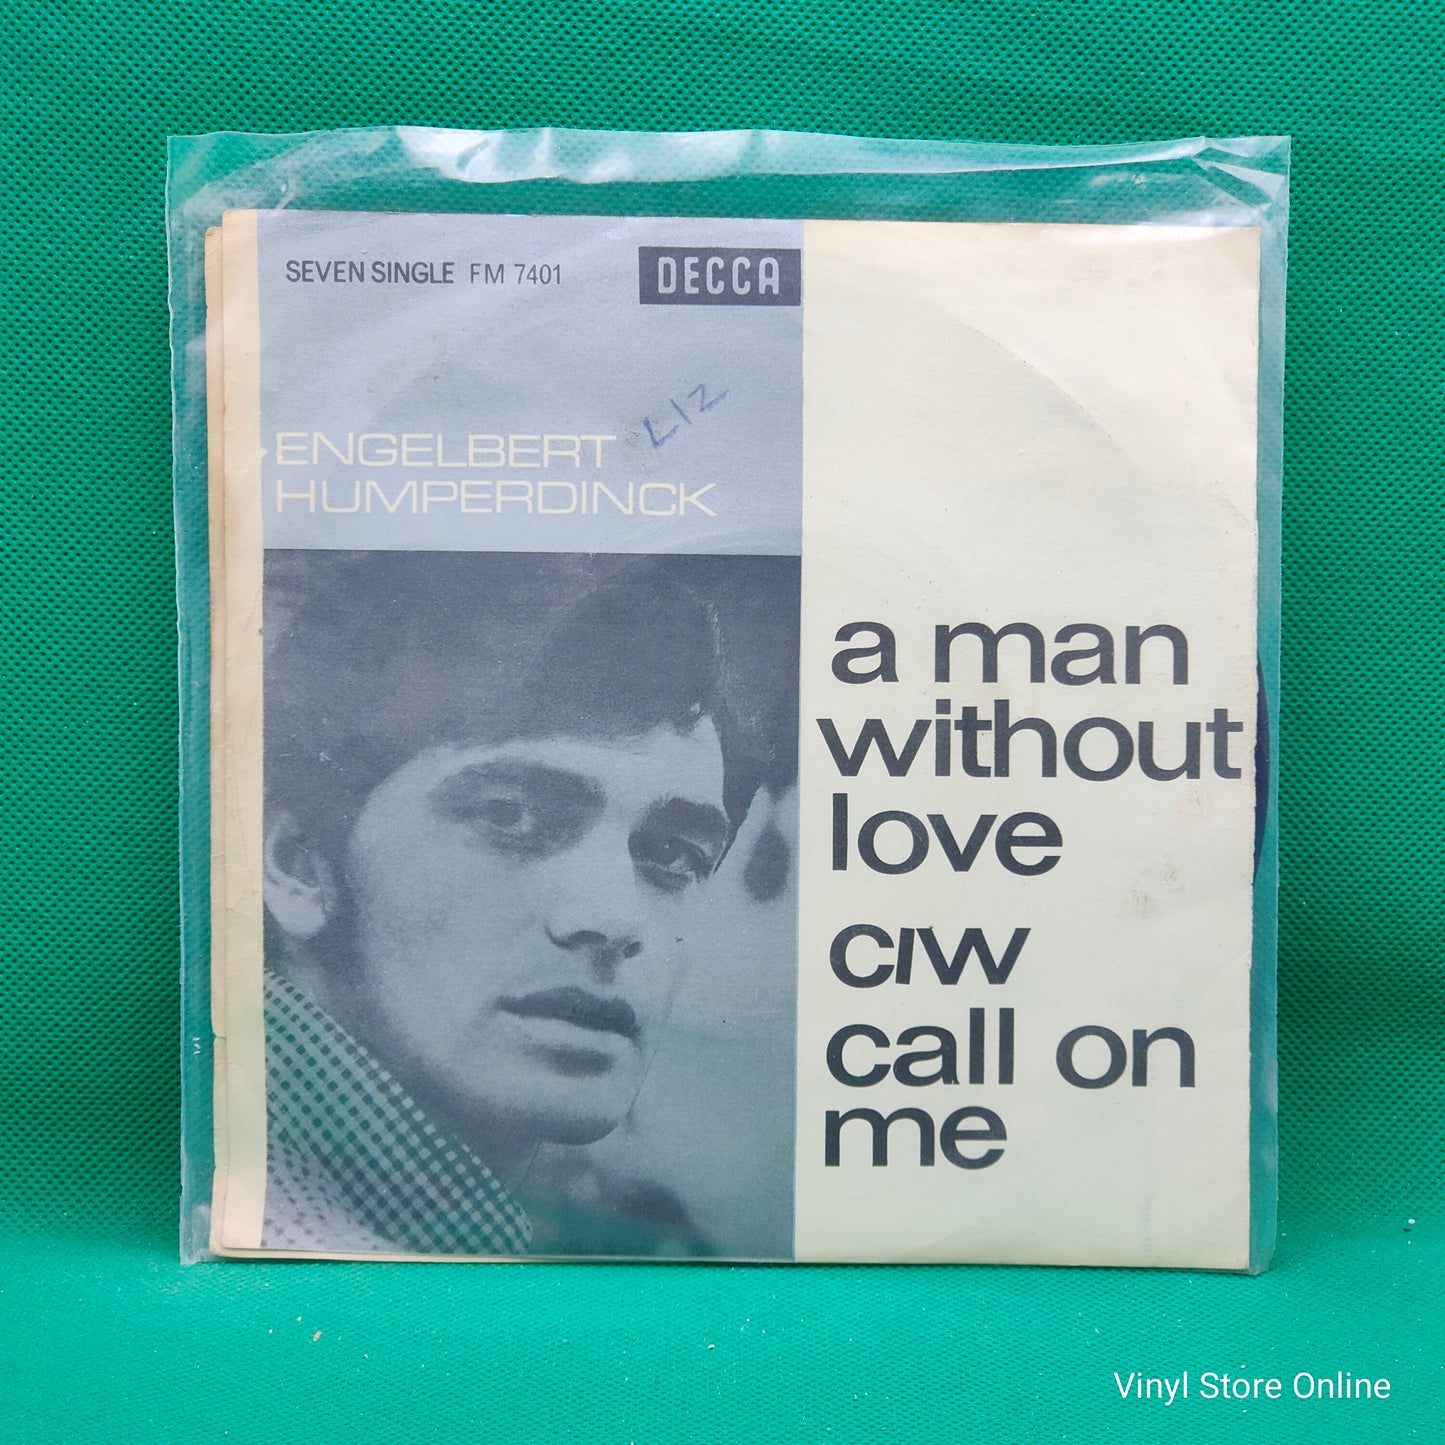 SEVEN SINGLE FM 7401
DECCA
LIZ
ENGELBERT
HUMPERDINCK
a man
without
love
c/w
call on
me
Vinyl Store Online